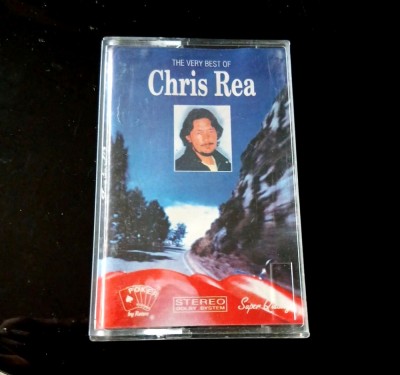 THE VERY BEST OF
Chris Rea
POKER
STEREO
DOLBY SYSTEM